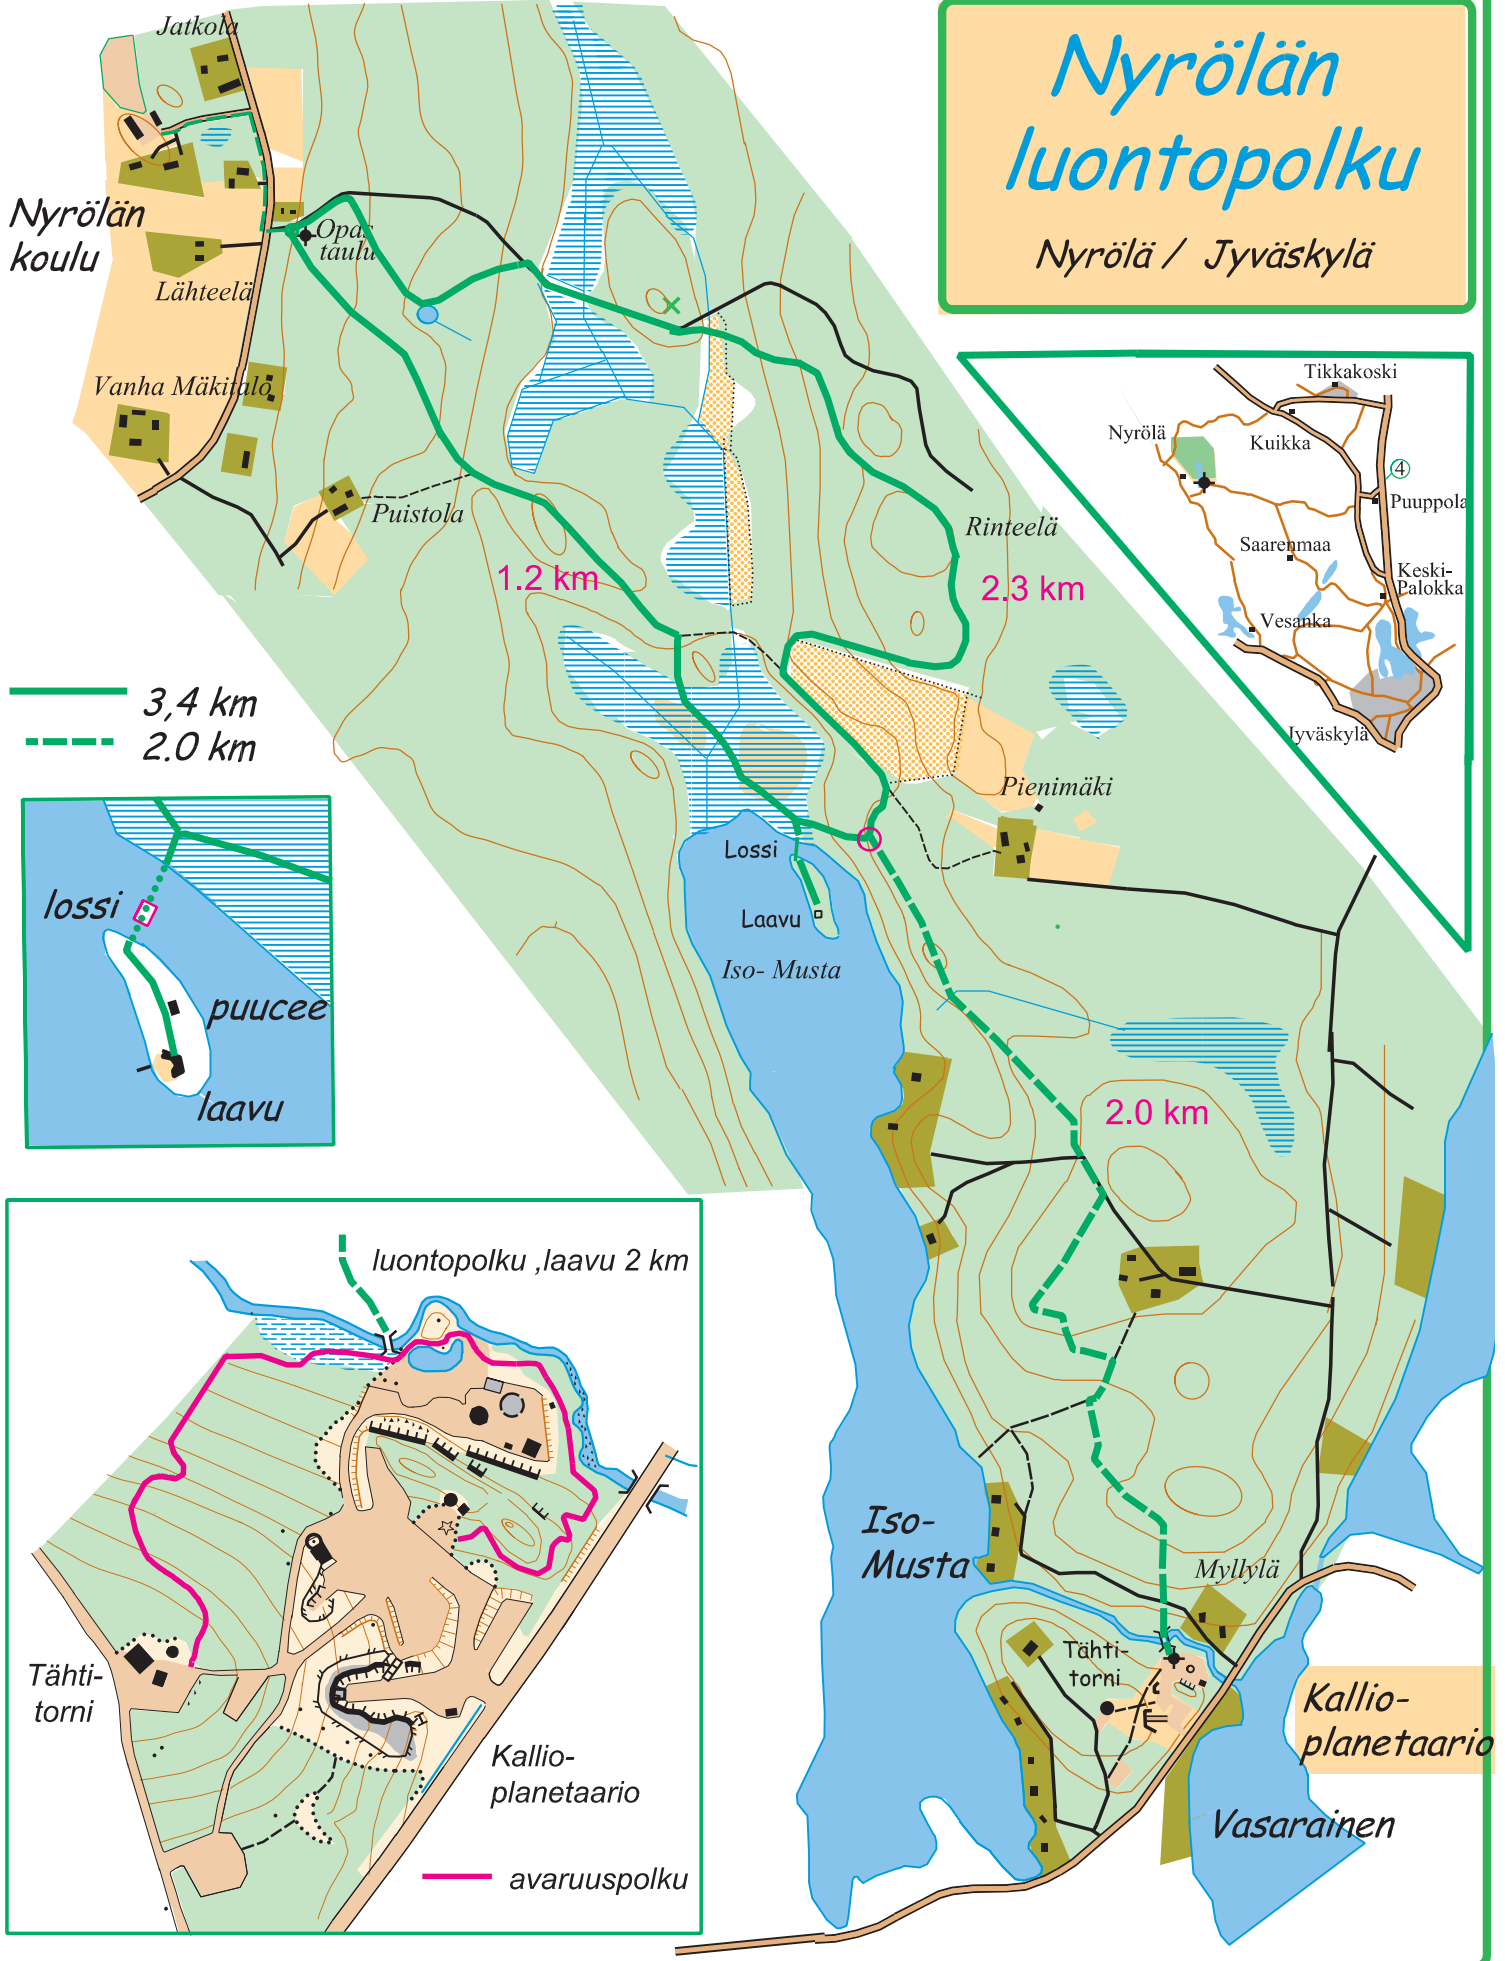 Nyrölän
luontopolku
Nyrölä / Jyväskylä
Jatkola
Nyrölän
koulu
Opas
taulu
Lähteelä
Vanha Mäkitalo
Puistola
1.2 km
Rinteelä
2.3 km
Tikkakoski
Nyrölä
Kuikka
4
Puuppola
Saarenmaa
Keski-
Palokka
Vesanka
Jyväskylä
3,4 km
2.0 km
Pienimäki
Lossi
Laavu
Iso- Musta
lossi
puucee
laavu
2.0 km
luontopolku ,laavu 2 km
Tähti-
torni
Kallio-
planetaario
avaruuspolku
Iso-
Musta
Myllylä
Tähti-
torni
Kallio-
planetaario
Vasarainen